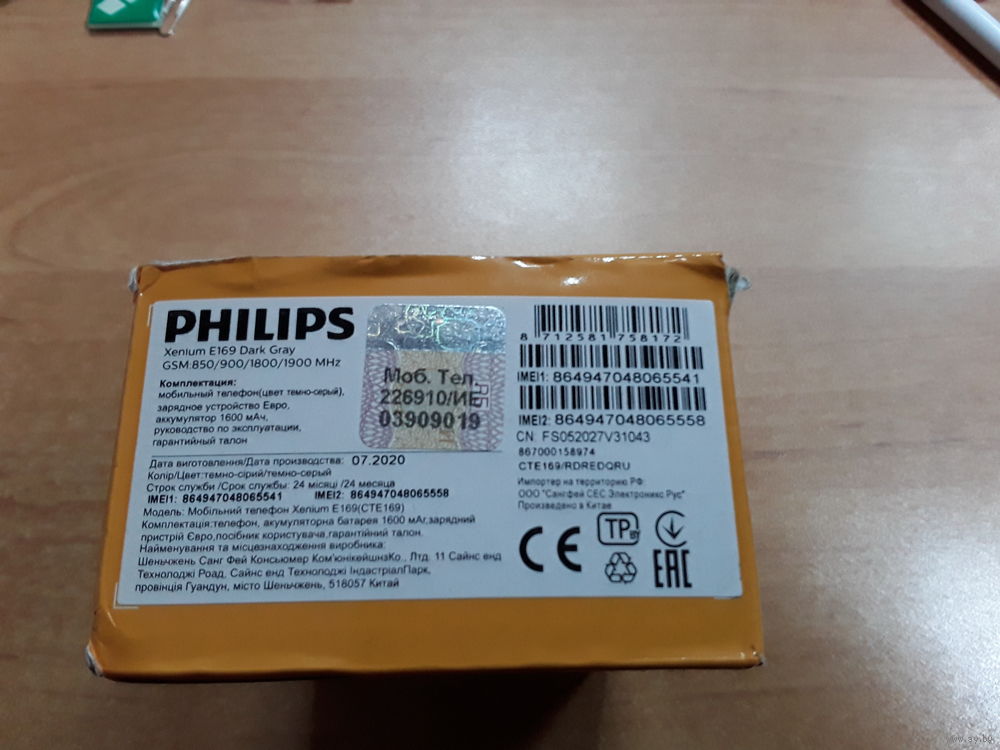 PHILIPS
Xenium E169 Dark Gray
GSM:850/900/1800/1900 MHz
Комплектация:
мобильный телефон(цвет темно-серый),
зарядное устройство Евро,
аккумулятор 1600 мАч,
руководство по эксплуатации,
гарантийный талон
Моб. Тел.
226910/ИЕ
03909019
8 712581 758172
IMEI1: 864947048065541
IMEI2: 864947048065558
CN: FS052027V31043
867000158974
CTE169/RDREDQRU
Импортер на территорию РФ:
ООО "Сангфей СЕС Электроникс Рус"
Произведено в Китае
Дата виготовлення/Дата производства: 07.2020
Колір/Цвет:темно-сірий/темно-серый
Строк служби /Срок службы: 24 місяці /24 месяца
IMEI1: 864947048065541 IMEI2: 864947048065558
Модель: Мобільний телефон Xenium E169(CTE169)
Комплектація:телефон, акумуляторна батарея 1600 мАг,зарядний
пристрій Євро,посібник користувача,гарантійний талон.
Найменування та місцезнаходження виробника:
Шеньчжень Санг Фей Консьюмер Ком'юнікейшнзКо., Лтд. 11 Сайнс енд
Технолоджі Роад, Сайнс енд Технолоджі ІндастріалПарк,
провінція Гуандун, місто Шеньчжень, 518057 Китай
CE
TP BY
EAC